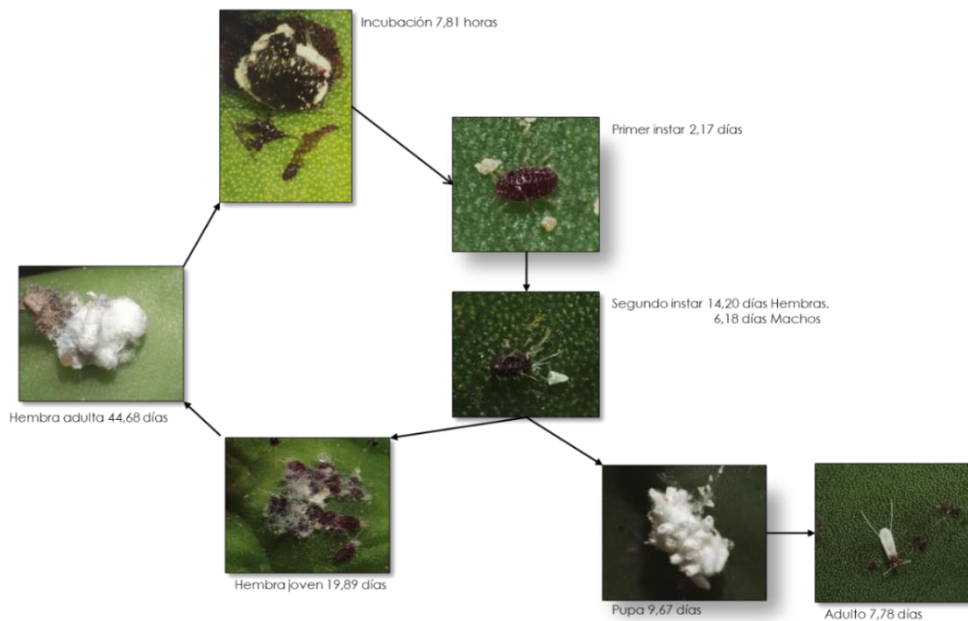 Incubación 7,81 horas
Primer instar 2,17 días
Segundo instar 14,20 días Hembras.
6,18 días Machos
Hembra adulta 44,68 días
Hembra joven 19,89 días
Pupa 9,67 días
Adulto 7,78 días